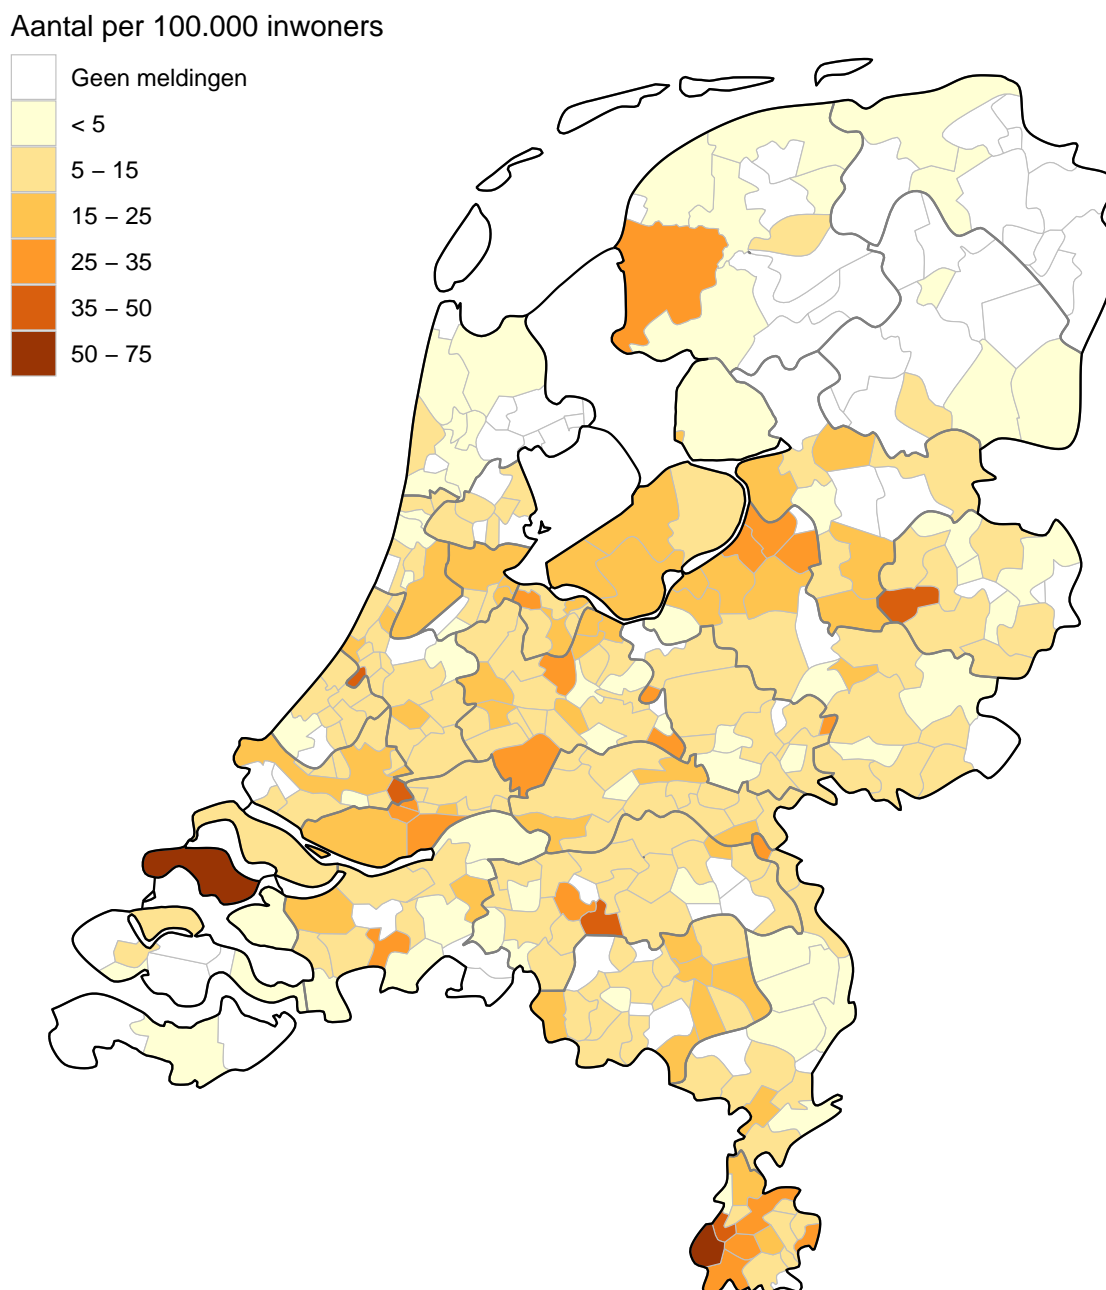 Aantal per 100.000 inwoners
Geen meldingen
< 5
5 – 15
15 – 25
25 – 35
35 – 50
50 – 75